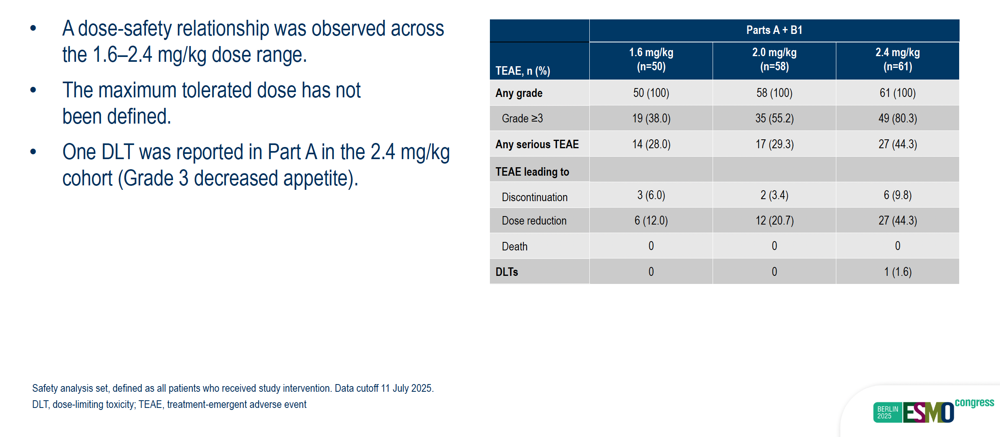 • A dose-safety relationship was observed across
the 1.6–2.4 mg/kg dose range.
• The maximum tolerated dose has not
been defined.
• One DLT was reported in Part A in the 2.4 mg/kg
cohort (Grade 3 decreased appetite).
Parts A + B1
TEAE, n (%) 1.6 mg/kg (n=50) 2.0 mg/kg (n=58) 2.4 mg/kg (n=61)
Any grade 50 (100) 58 (100) 61 (100)
Grade ≥3 19 (38.0) 35 (55.2) 49 (80.3)
Any serious TEAE 14 (28.0) 17 (29.3) 27 (44.3)
TEAE leading to
Discontinuation 3 (6.0) 2 (3.4) 6 (9.8)
Dose reduction 6 (12.0) 12 (20.7) 27 (44.3)
Death 0 0 0
DLTs 0 0 1 (1.6)
Safety analysis set, defined as all patients who received study intervention. Data cutoff 11 July 2025.
DLT, dose-limiting toxicity; TEAE, treatment-emergent adverse event
BERLIN
2025
ESMO congress